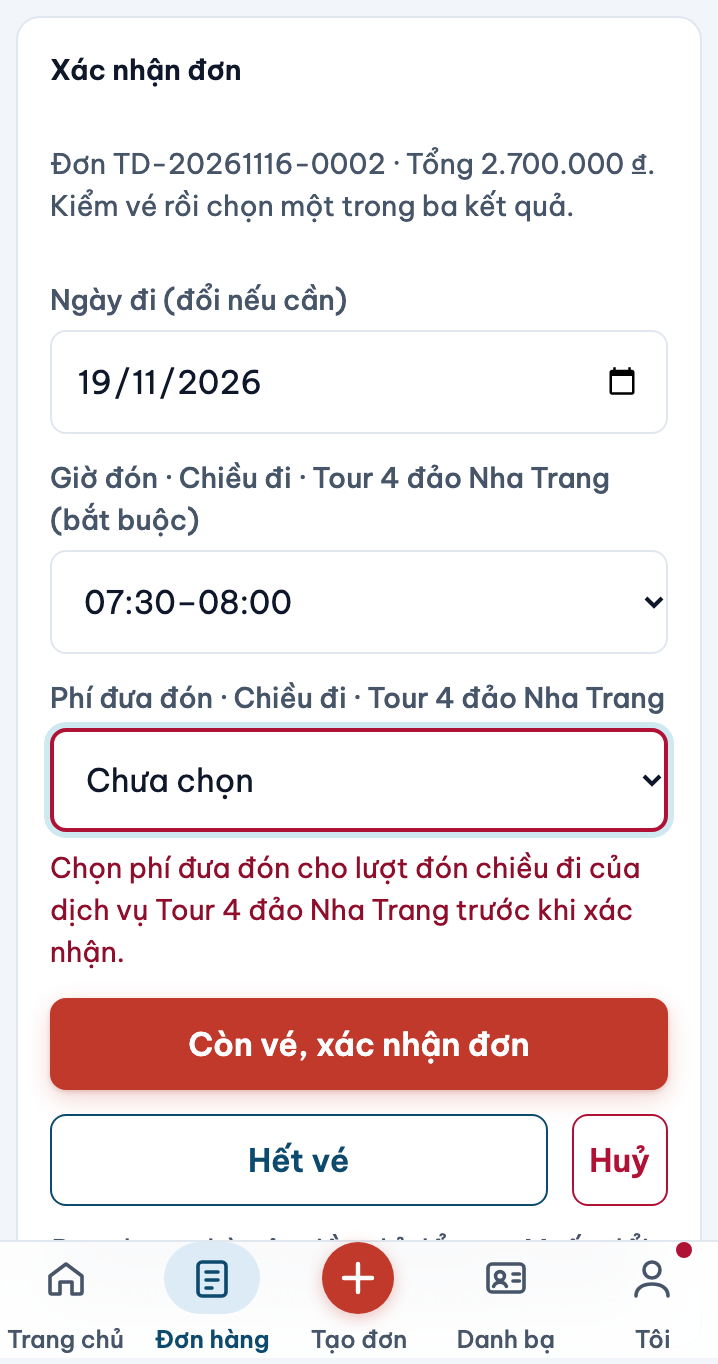 Xác nhận đơn
Đơn TD-20261116-0002 · Tổng 2.700.000 ₫.
Kiểm vé rồi chọn một trong ba kết quả.
Ngày đi (đổi nếu cần)
19/11/2026
Giờ đón · Chiều đi · Tour 4 đảo Nha Trang
(bắt buộc)
07:30–08:00
Phí đưa đón · Chiều đi · Tour 4 đảo Nha Trang
Chưa chọn
Chọn phí đưa đón cho lượt đón chiều đi của
dịch vụ Tour 4 đảo Nha Trang trước khi xác
nhận.
Còn vé, xác nhận đơn
Hết vé
Huỷ
Trang chủ
Đơn hàng
Tạo đơn
Danh bạ
Tôi